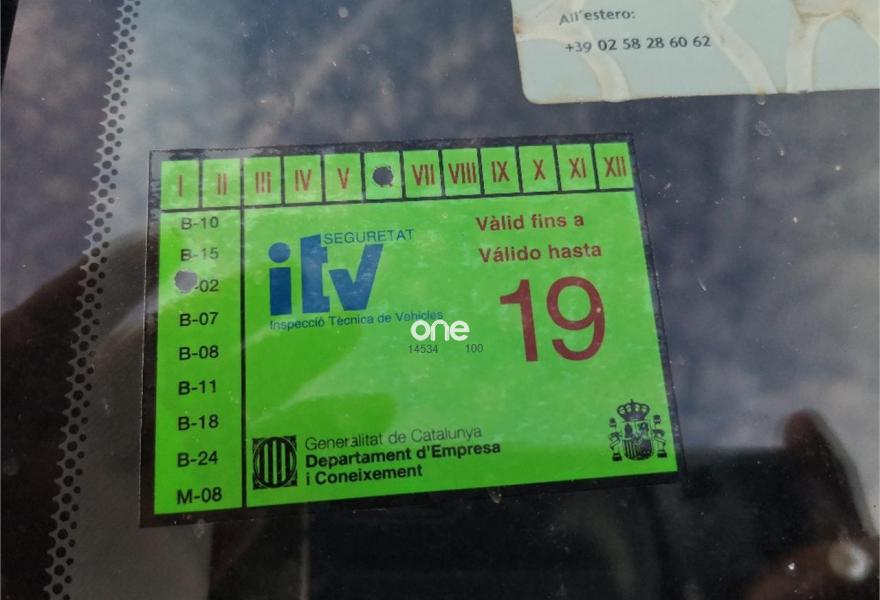 All'estero:
+39 02 58 28 60 62
I II III IV V VII VIII IX X XI XII
B-10
B-15
-02
B-07
B-08
B-11
B-18
B-24
M-08
SEGURETAT
itv
Inspecció Tècnica de Vehicles
Vàlid fins a
Válido hasta
19
one
14534 100
Generalitat de Catalunya
Departament d'Empresa
i Coneixement